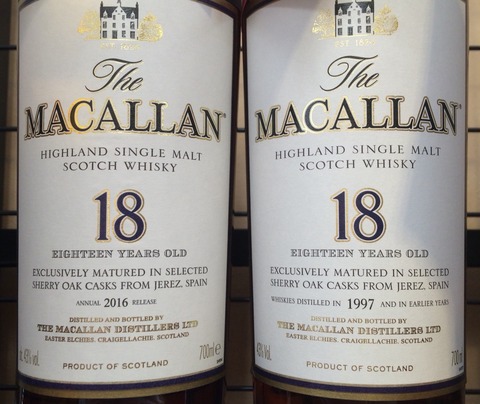 The
MACALLAN
HIGHLAND SINGLE MALT
SCOTCH WHISKY
18
EIGHTEEN YEARS OLD
EXCLUSIVELY MATURED IN SELECTED
SHERRY OAK CASKS FROM JEREZ, SPAIN
ANNUAL 2016 RELEASE
DISTILLED AND BOTTLED BY
THE MACALLAN DISTILLERS LTD
EASTER ELCHIES, CRAIGELLACHIE, SCOTLAND
43% Vol. 700ml e
PRODUCT OF SCOTLAND
The
MACALLAN
HIGHLAND SINGLE MALT
SCOTCH WHISKY
18
EIGHTEEN YEARS OLD
EXCLUSIVELY MATURED IN SELECTED
SHERRY OAK CASKS FROM JEREZ, SPAIN
WHISKIES DISTILLED IN 1997 AND IN EARLIER YEARS
DISTILLED AND BOTTLED BY
THE MACALLAN DISTILLERS LTD
EASTER ELCHIES, CRAIGELLACHIE, SCOTLAND
43% Vol. 700
PRODUCT OF SCOTLAND